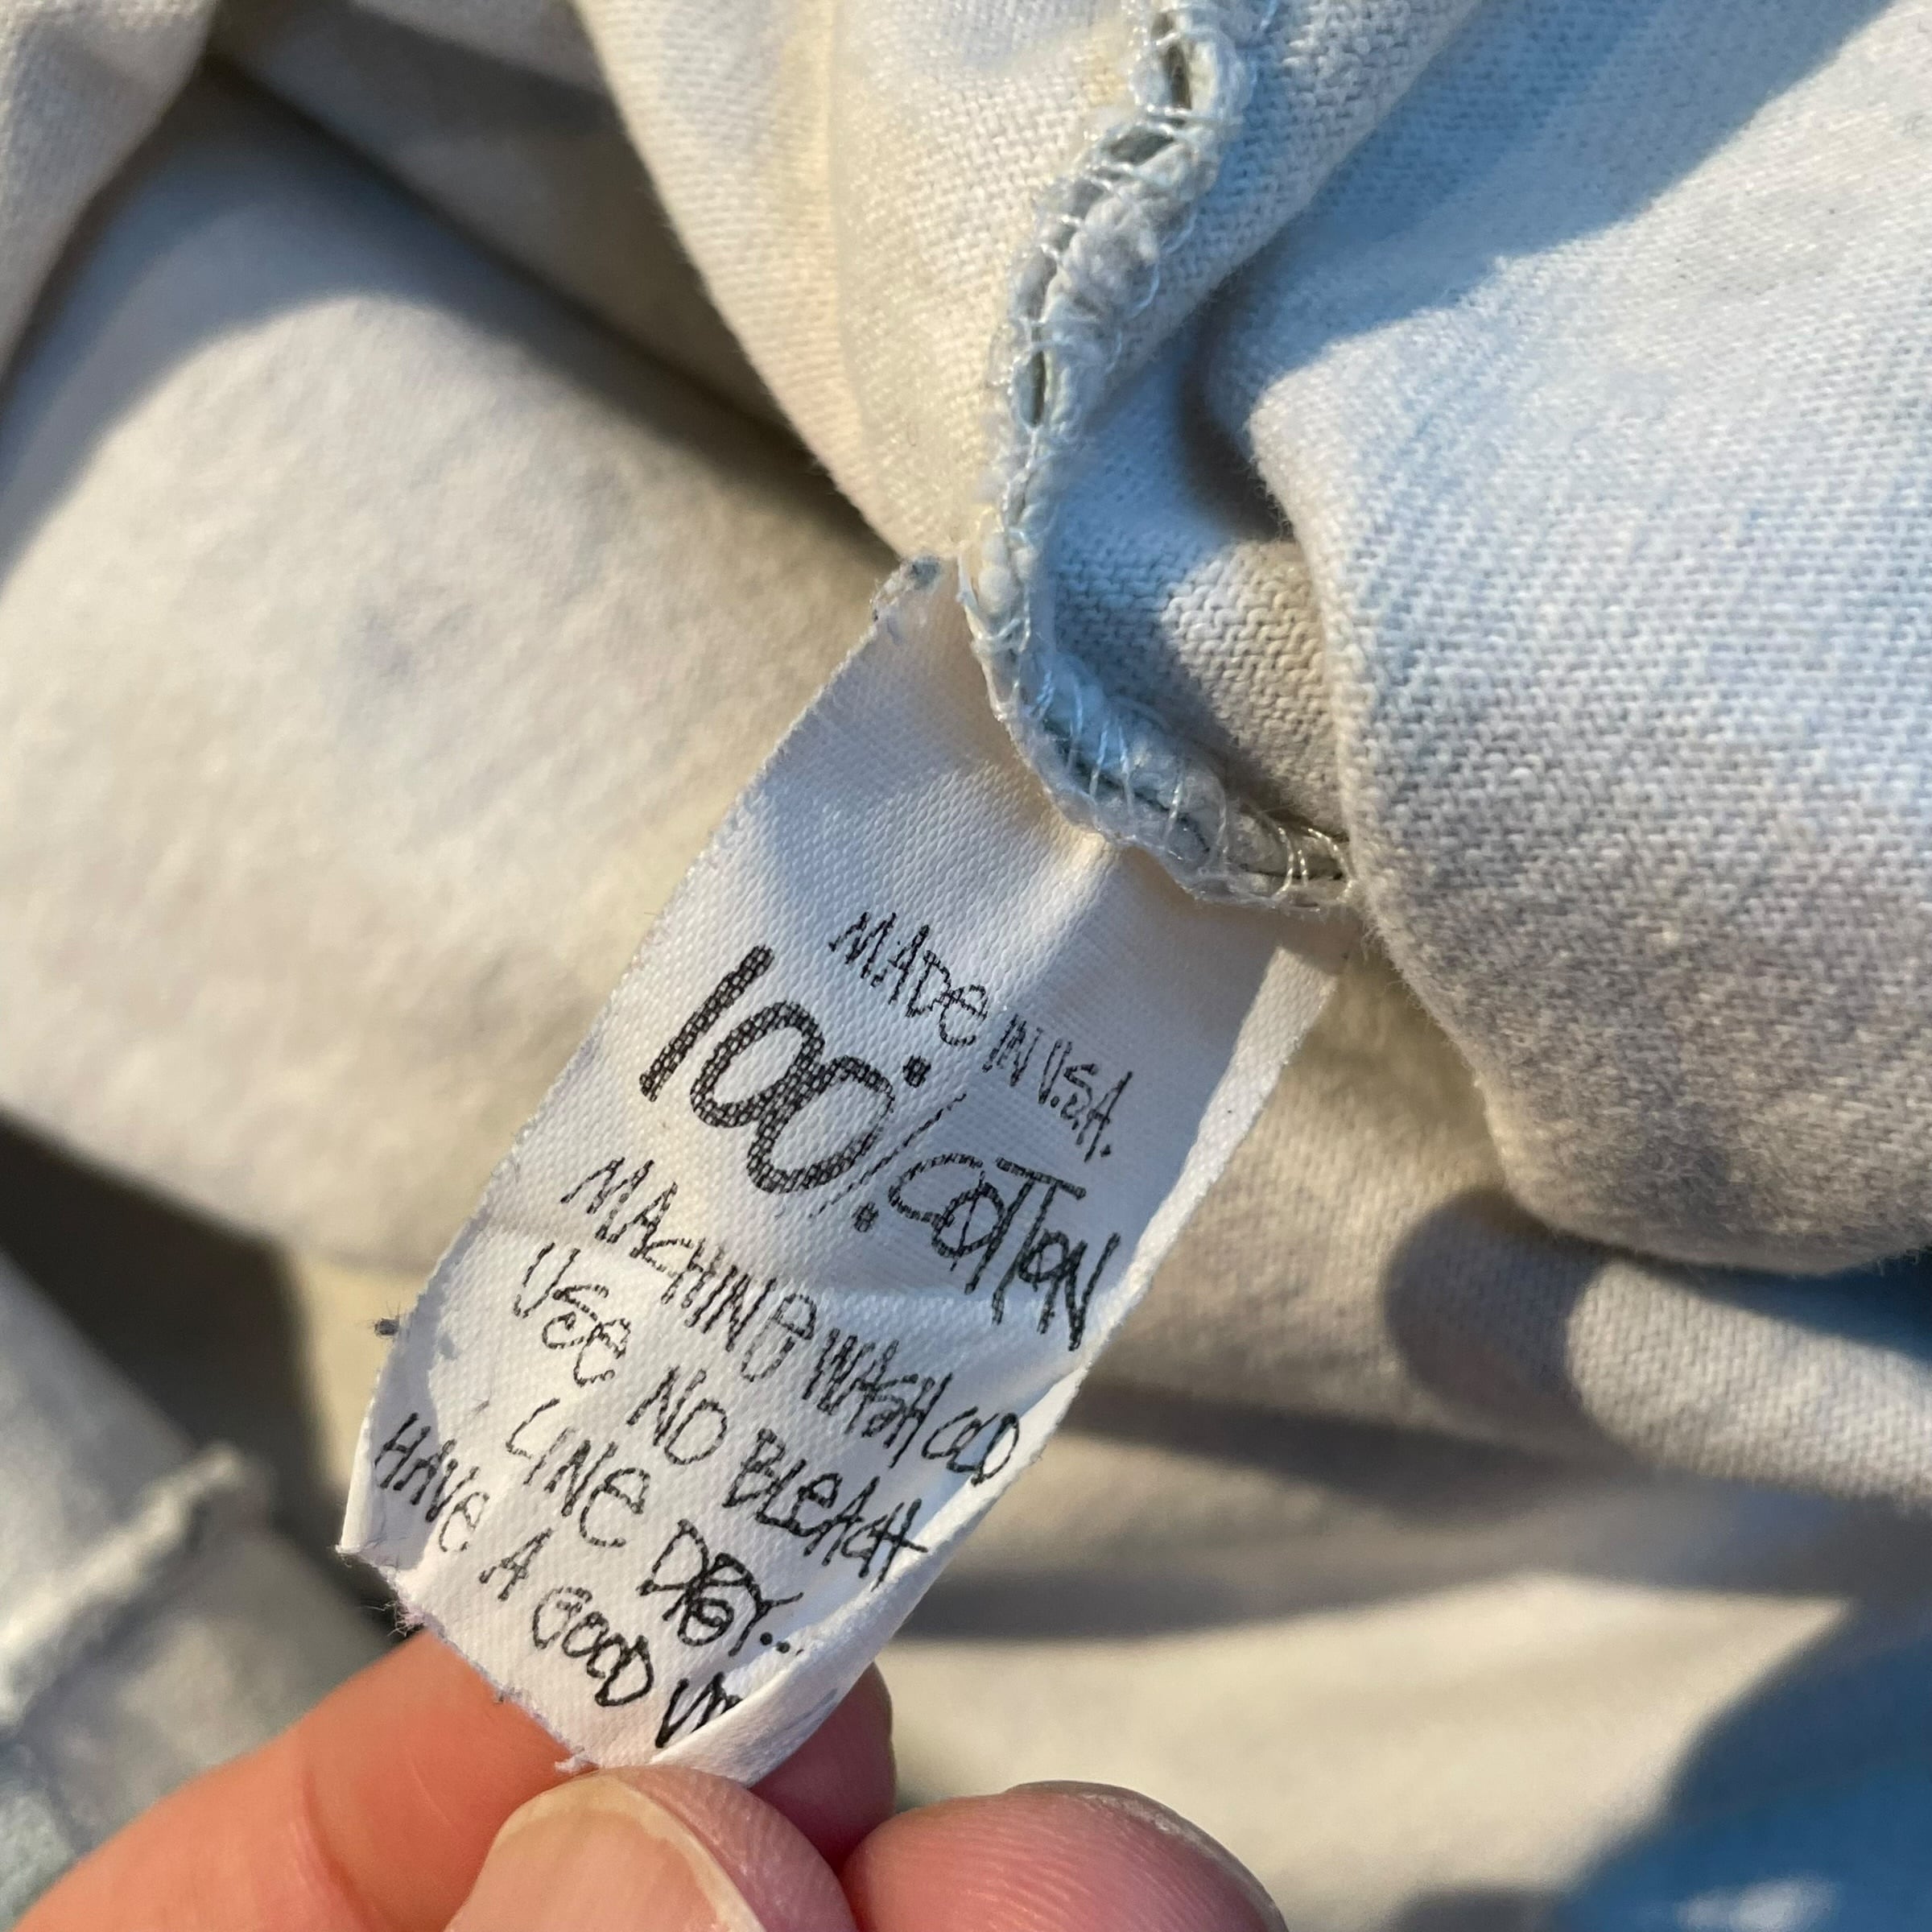 MADe IN U.S.A.
100% COTTON
MACHINE WASH COLD
USe NO BLEACH
LINe DRY...
HAVe A GOOD